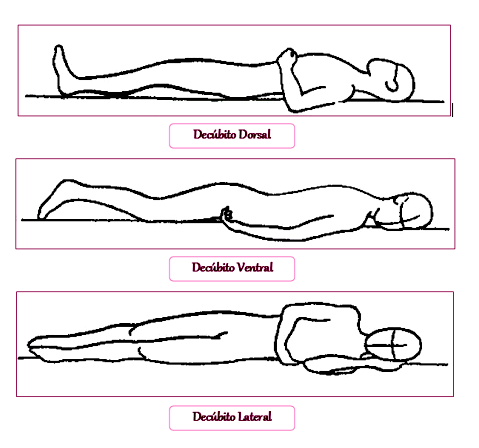 Decúbito Dorsal
Decúbito Ventral
Decúbito Lateral